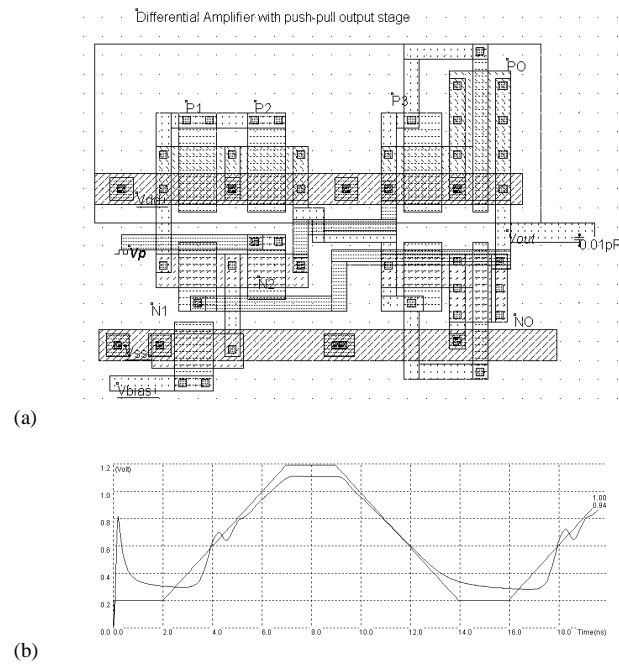 Differential Amplifier with push-pull output stage
PO
P1 P2 P3
Vdd+
Vp
Vout
0.01pF
N2
N1
NO
Vss-
Vbias+
(a)
1.2 (Volt)
1.0
1.00
0.94
0.8
0.6
0.4
0.2
0.0 0.0 2.0 4.0 6.0 8.0 10.0 12.0 14.0 16.0 18.0 Time(ns)
(b)